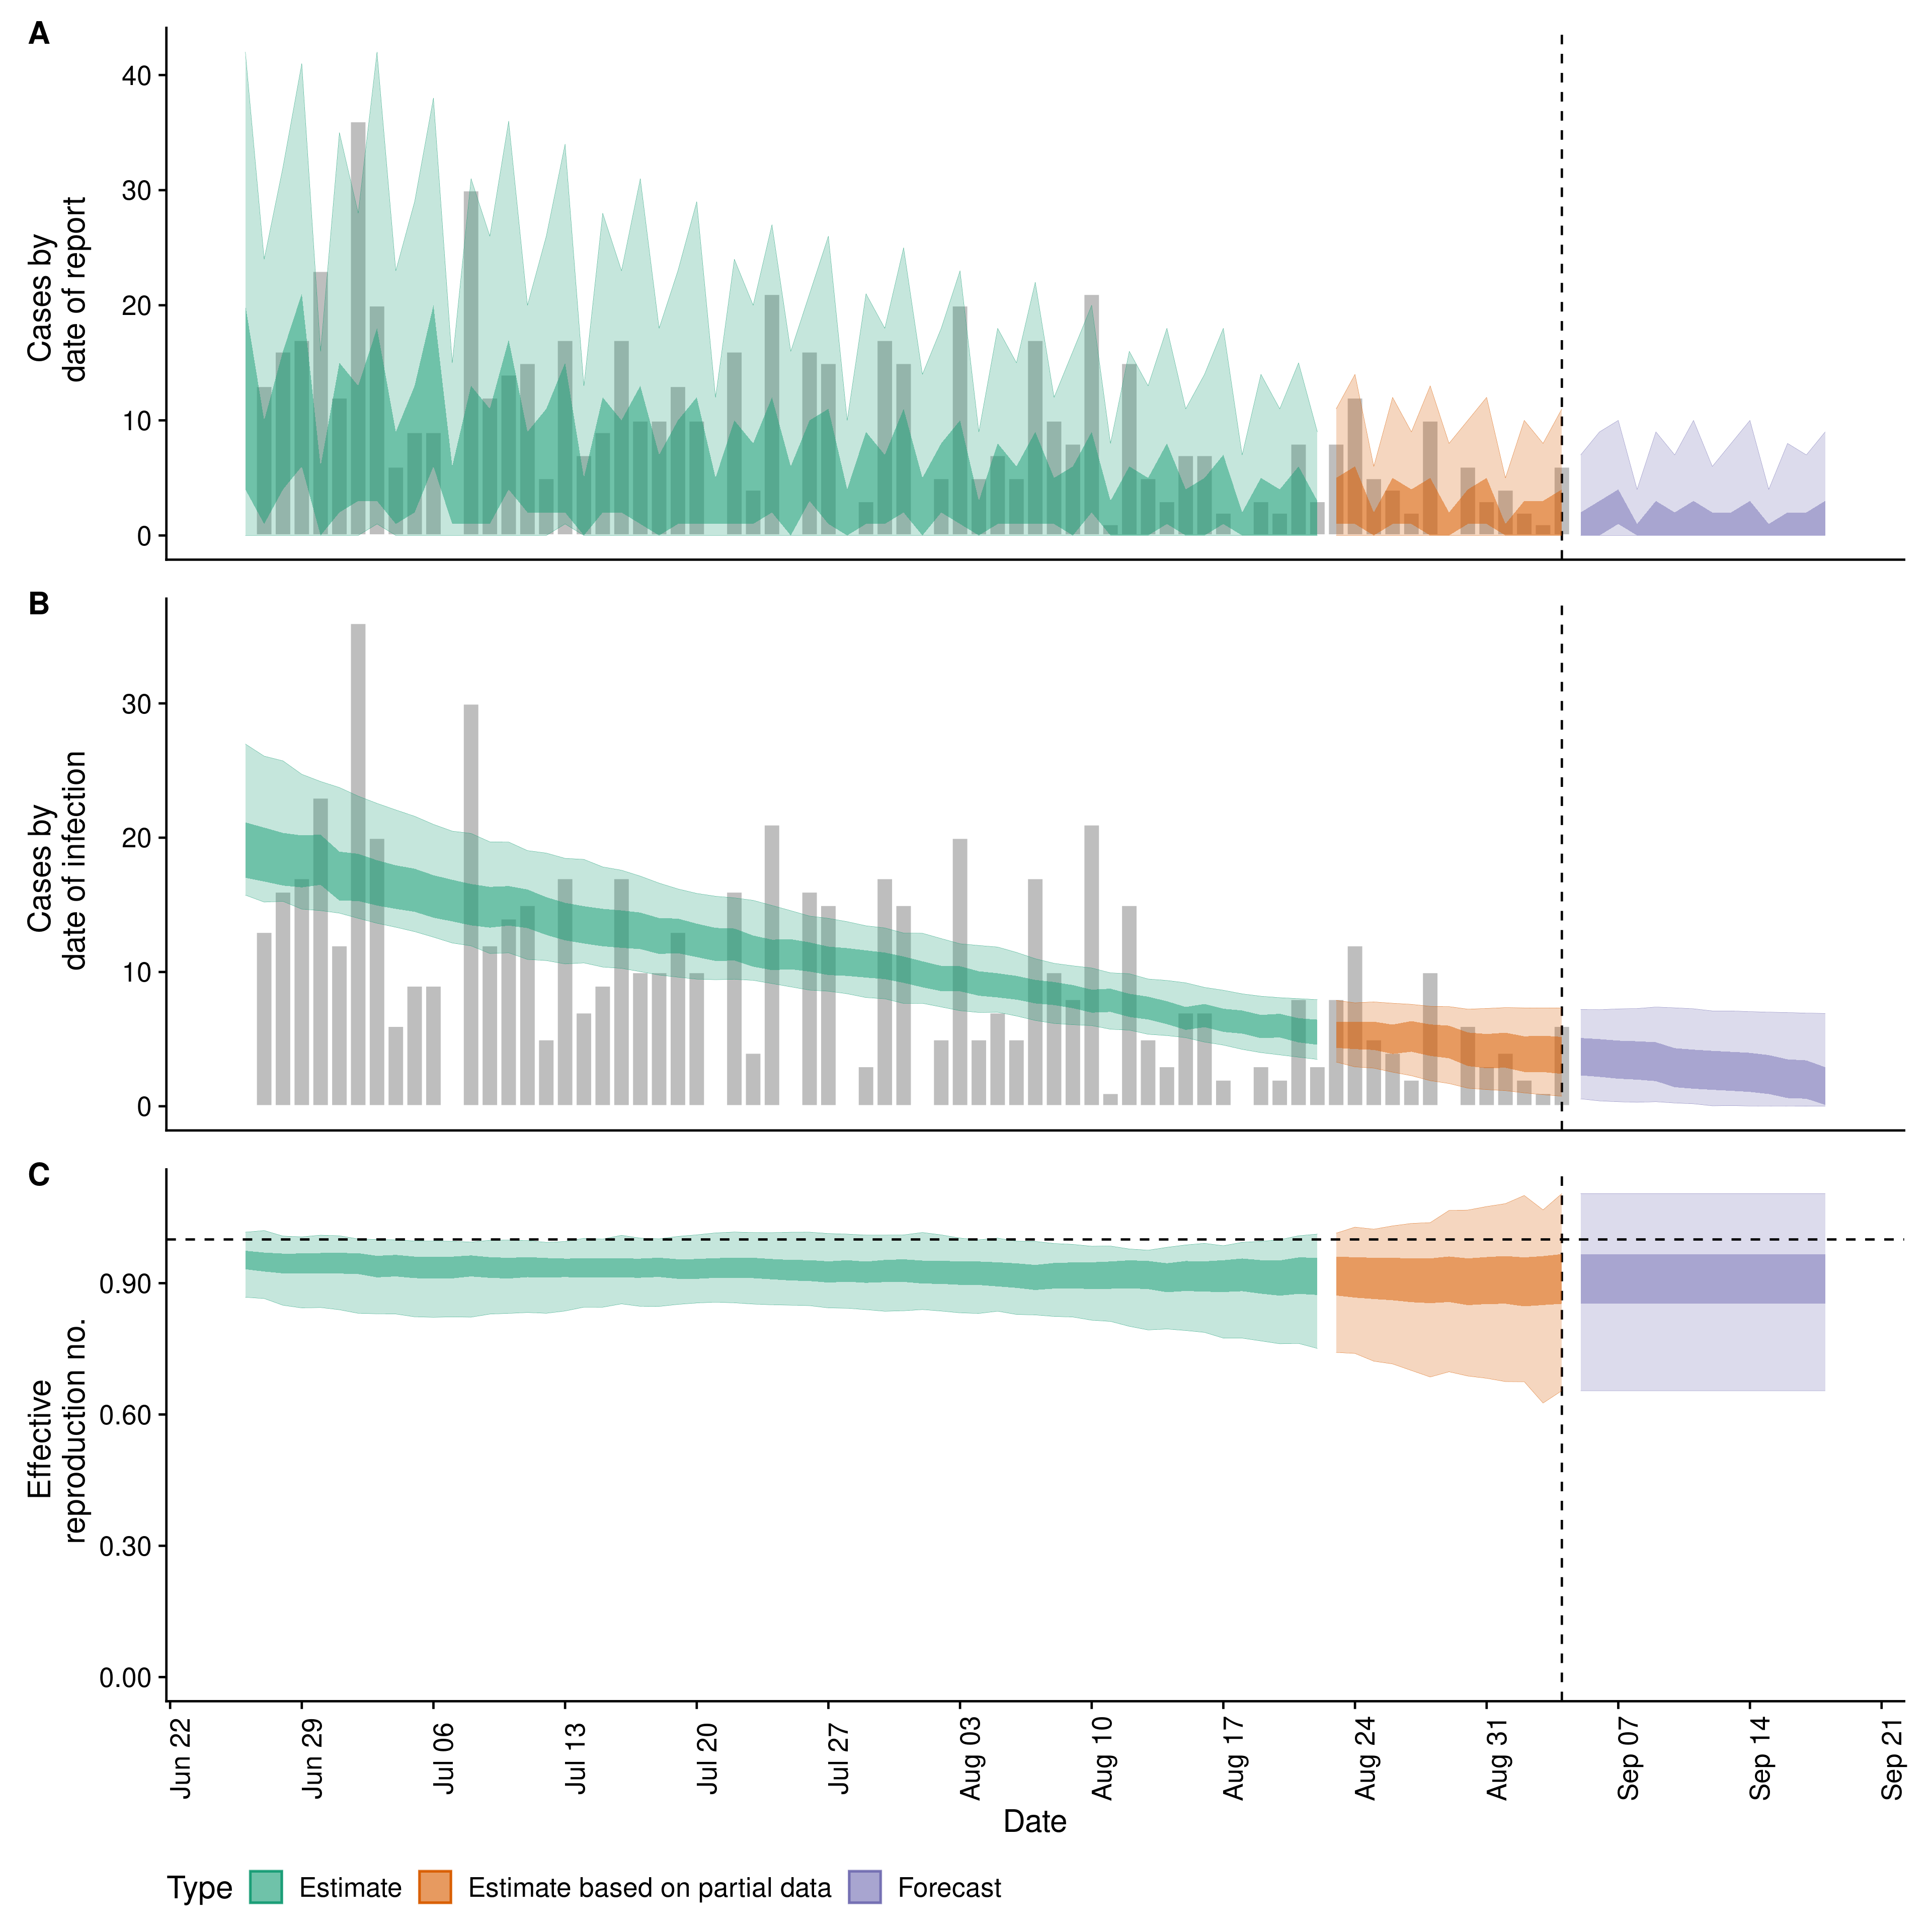 A
40
30
20
10
0
Cases by
date of report
B
30
20
10
0
Cases by
date of infection
C
0.90
0.60
0.30
0.00
Effective
reproduction no.
Jun 22
Jun 29
Jul 06
Jul 13
Jul 20
Jul 27
Aug 03
Aug 10
Aug 17
Aug 24
Aug 31
Sep 07
Sep 14
Sep 21
Date
Type Estimate Estimate based on partial data Forecast